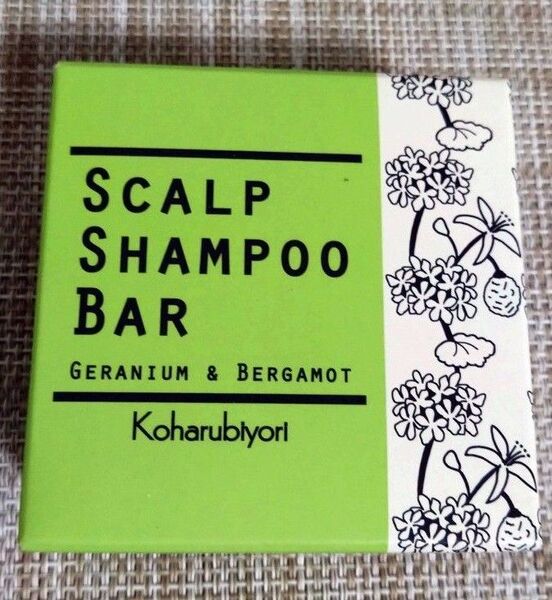 SCALP
SHAMPOO
BAR
GERANIUM & BERGAMOT
Koharubiyori